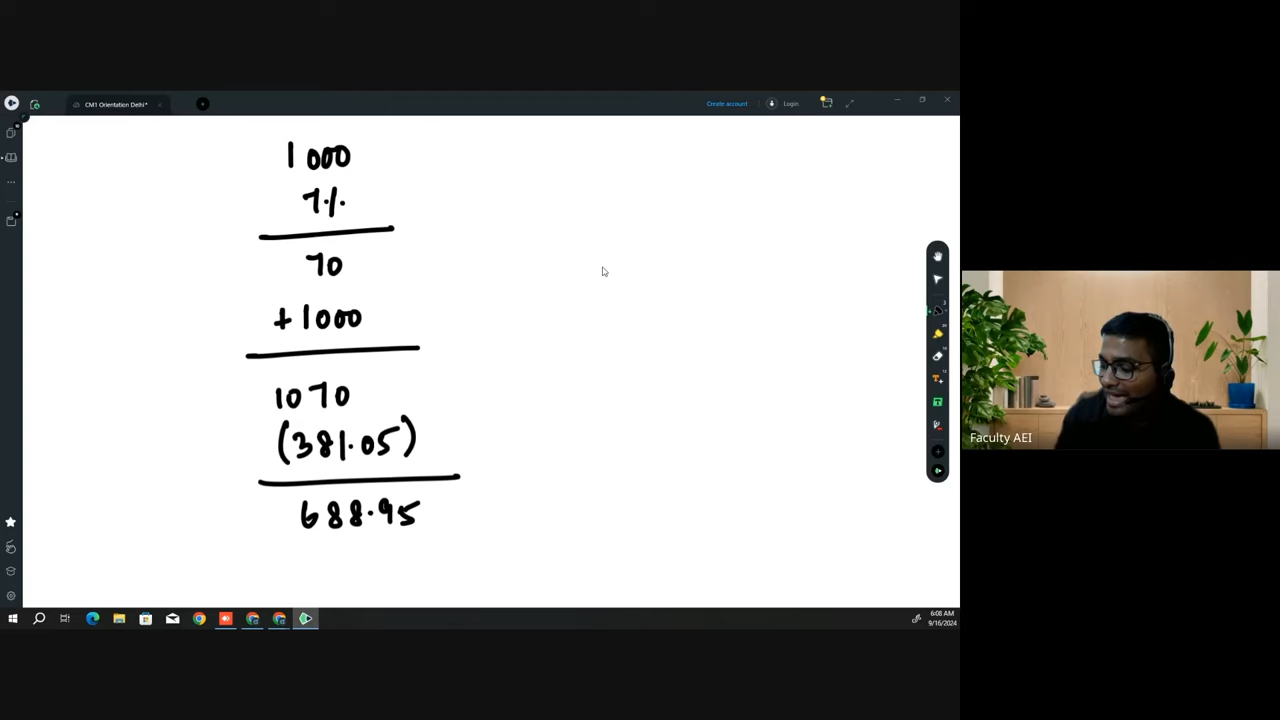 CM1 Orientation Delhi*
Create account
Login
1000
7%
70
+1000
1070
(381.05)
688.95
Faculty AEI
6:08 AM
9/16/2024